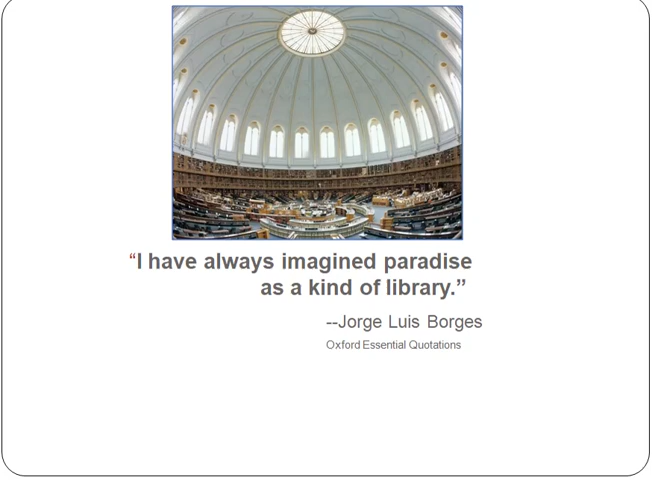 “I have always imagined paradise
as a kind of library.”
--Jorge Luis Borges
Oxford Essential Quotations